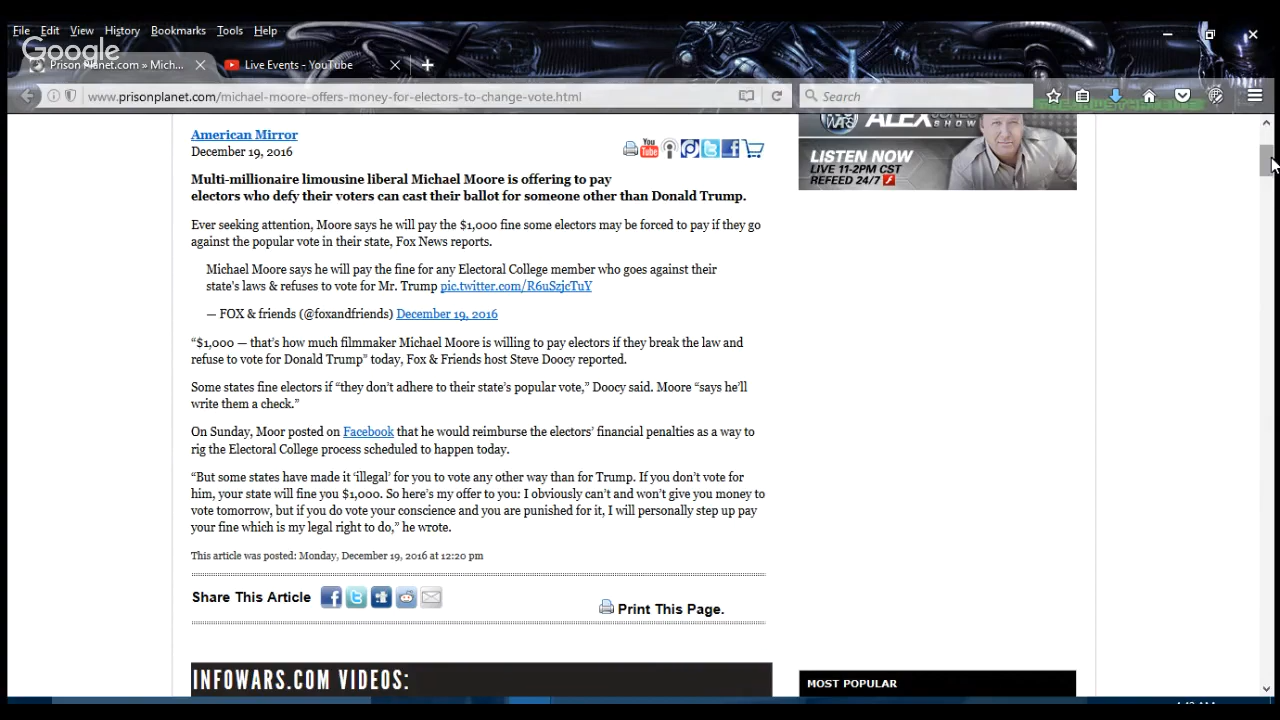 File Edit View History Bookmarks Tools Help
Google
Prison Planet.com » Mich...
Live Events - YouTube
www.prisonplanet.com/michael-moore-offers-money-for-electors-to-change-vote.html
Search
American Mirror
December 19, 2016
You Tube
ALEX JONES
SHOW
LISTEN NOW
LIVE 11-2PM CST
REFEED 24/7
Multi-millionaire limousine liberal Michael Moore is offering to pay
electors who defy their voters can cast their ballot for someone other than Donald Trump.
Ever seeking attention, Moore says he will pay the $1,000 fine some electors may be forced to pay if they go
against the popular vote in their state, Fox News reports.
Michael Moore says he will pay the fine for any Electoral College member who goes against their
state's laws & refuses to vote for Mr. Trump pic.twitter.com/R6uSzjcTuY
— FOX & friends (@foxandfriends) December 19, 2016
“$1,000 — that’s how much filmmaker Michael Moore is willing to pay electors if they break the law and
refuse to vote for Donald Trump” today, Fox & Friends host Steve Doocy reported.
Some states fine electors if “they don’t adhere to their state’s popular vote,” Doocy said. Moore “says he’ll
write them a check.”
On Sunday, Moor posted on Facebook that he would reimburse the electors’ financial penalties as a way to
rig the Electoral College process scheduled to happen today.
“But some states have made it ‘illegal’ for you to vote any other way than for Trump. If you don’t vote for
him, your state will fine you $1,000. So here’s my offer to you: I obviously can’t and won’t give you money to
vote tomorrow, but if you do vote your conscience and you are punished for it, I will personally step up pay
your fine which is my legal right to do,” he wrote.
This article was posted: Monday, December 19, 2016 at 12:20 pm
Share This Article
Print This Page.
INFOWARS.COM VIDEOS:
MOST POPULAR